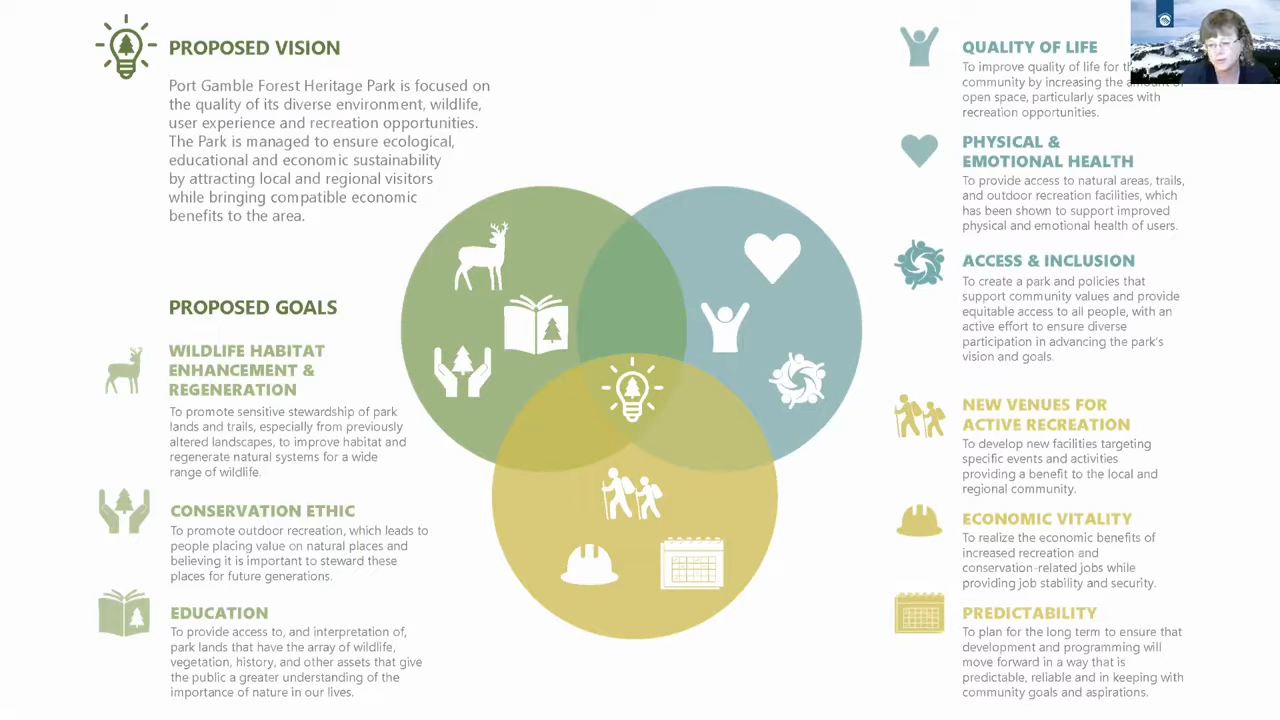 PROPOSED VISION
Port Gamble Forest Heritage Park is focused on
the quality of its diverse environment, wildlife,
user experience and recreation opportunities.
The Park is managed to ensure ecological,
educational and economic sustainability
by attracting local and regional visitors
while bringing compatible economic
benefits to the area.
PROPOSED GOALS
WILDLIFE HABITAT
ENHANCEMENT &
REGENERATION
To promote sensitive stewardship of park
lands and trails, especially from previously
altered landscapes, to improve habitat and
regenerate natural systems for a wide
range of wildlife.
CONSERVATION ETHIC
To promote outdoor recreation, which leads to
people placing value on natural places and
believing it is important to steward these
places for future generations.
EDUCATION
To provide access to, and interpretation of,
park lands that have the array of wildlife,
vegetation, history, and other assets that give
the public a greater understanding of the
importance of nature in our lives.
QUALITY OF LIFE
To improve quality of life for
community by increasing the amount of
open space, particularly spaces with
recreation opportunities.
PHYSICAL &
EMOTIONAL HEALTH
To provide access to natural areas, trails,
and outdoor recreation facilities, which
has been shown to support improved
physical and emotional health of users.
ACCESS & INCLUSION
To create a park and policies that
support community values and provide
equitable access to all people, with an
active effort to ensure diverse
participation in advancing the park's
vision and goals.
NEW VENUES FOR
ACTIVE RECREATION
To develop new facilities targeting
specific events and activities
providing a benefit to the local and
regional community.
ECONOMIC VITALITY
To realize the economic benefits of
increased recreation and
conservation-related jobs while
providing job stability and security.
PREDICTABILITY
To plan for the long term to ensure that
development and programming will
move forward in a way that is
predictable, reliable and in keeping with
community goals and aspirations.